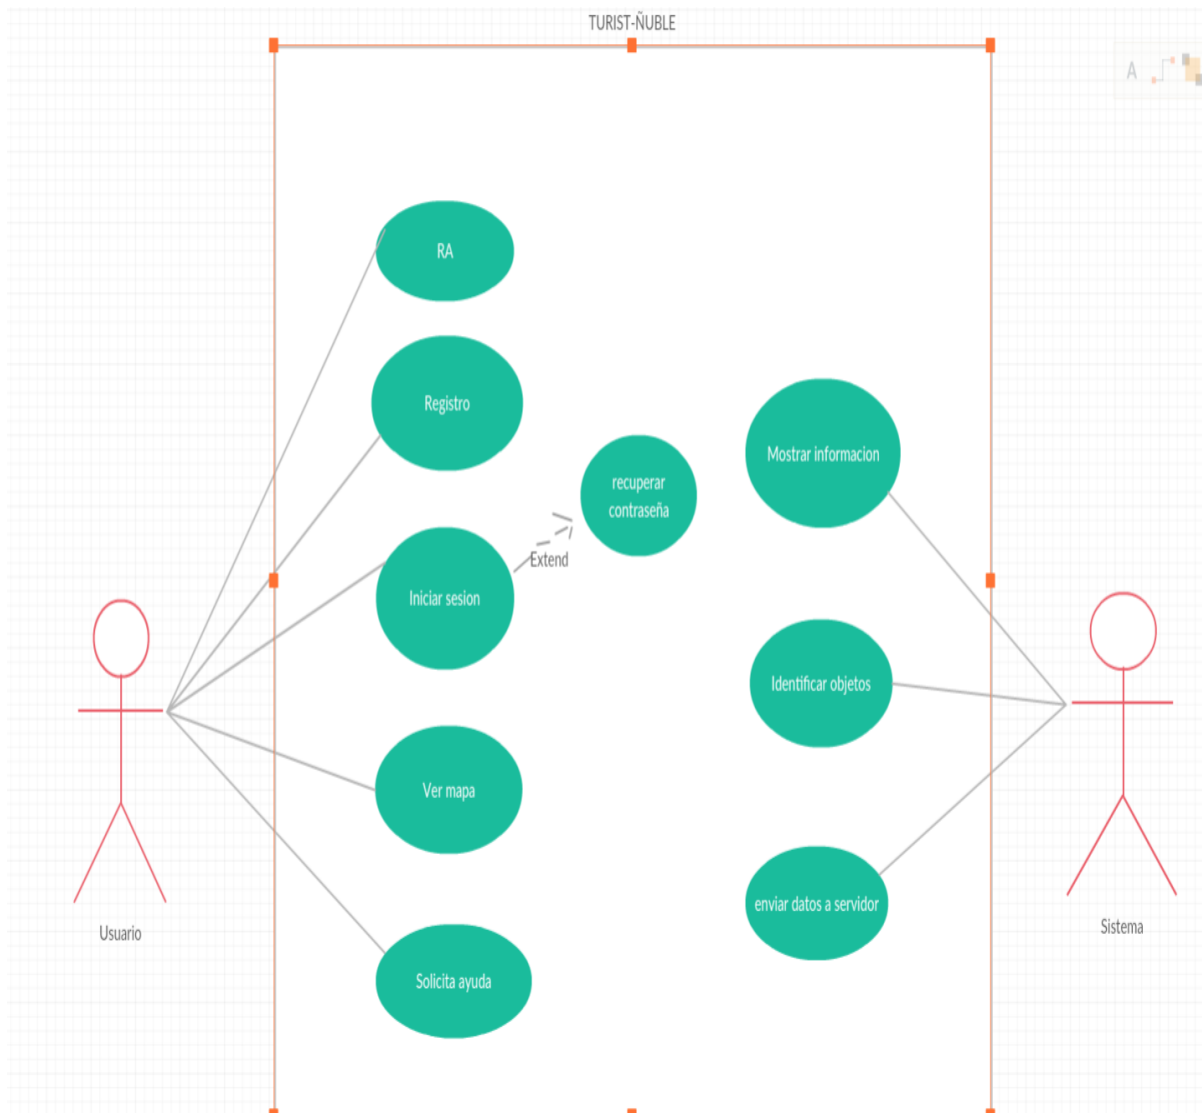 TURIST-ÑUBLE
A
RA
Registro
Mostrar informacion
recuperar
contraseña
Extend
Iniciar sesion
Identificar objetos
Ver mapa
enviar datos a servidor
Usuario
Sistema
Solicita ayuda